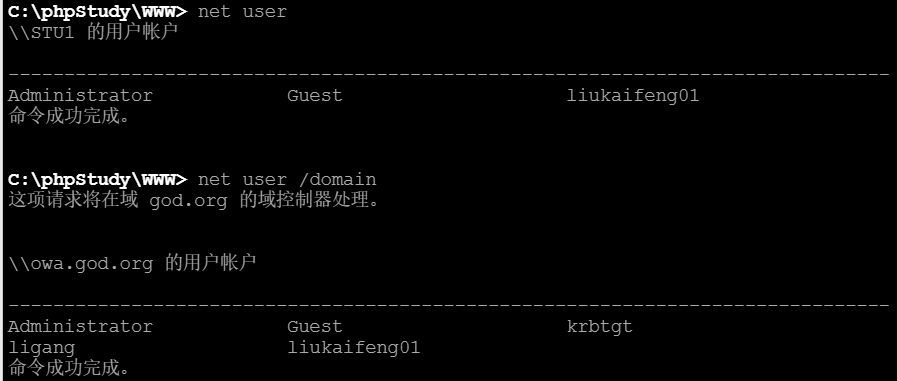 C:\phpStudy\WWW> net user
\\STU1 的用户帐户
-------------------------------------------------------------------------------
Administrator            Guest                    liukaifeng01
命令成功完成。
C:\phpStudy\WWW> net user /domain
这项请求将在域 god.org 的域控制器处理。
\\owa.god.org 的用户帐户
-------------------------------------------------------------------------------
Administrator            Guest                    krbtgt
ligang                   liukaifeng01
命令成功完成。